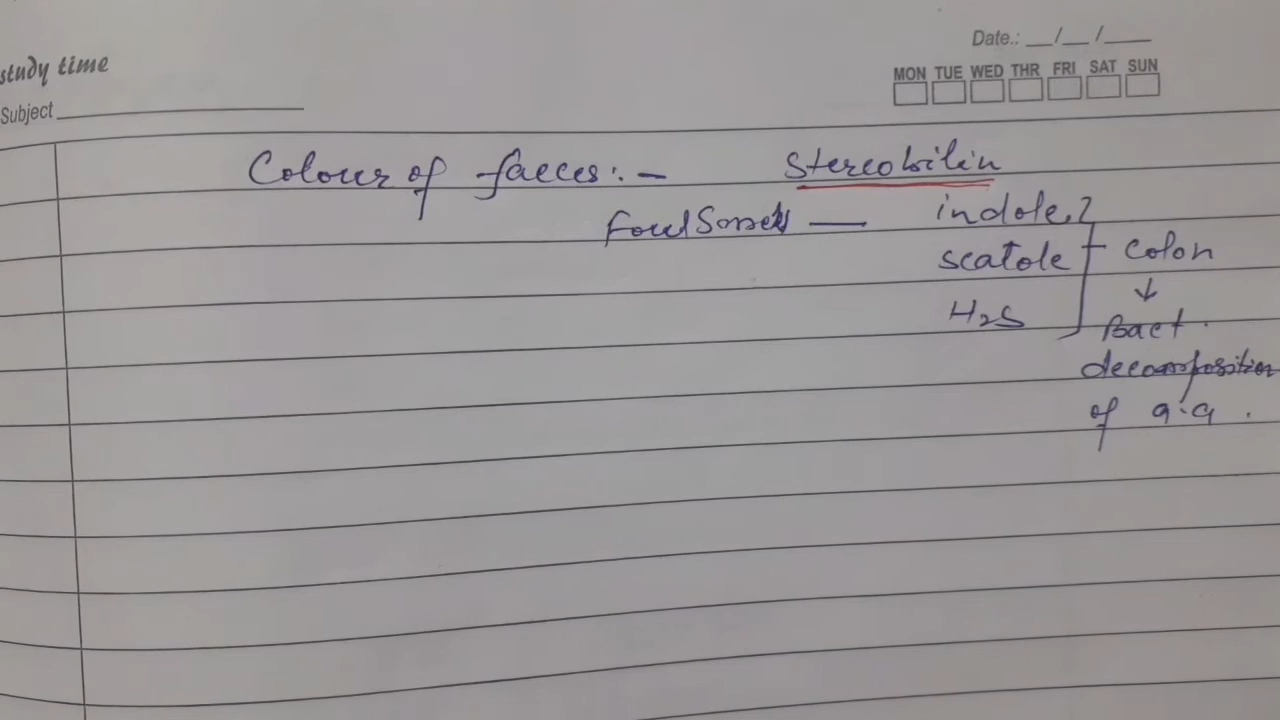 study time
Date.: __/__/____
MON TUE WED THR FRI SAT SUN
Subject
Colour of faeces:- Stercobilin
Foul Smell — indole
scatole
H2S
Colon
↓
Bact.
decomposition
of a.a.